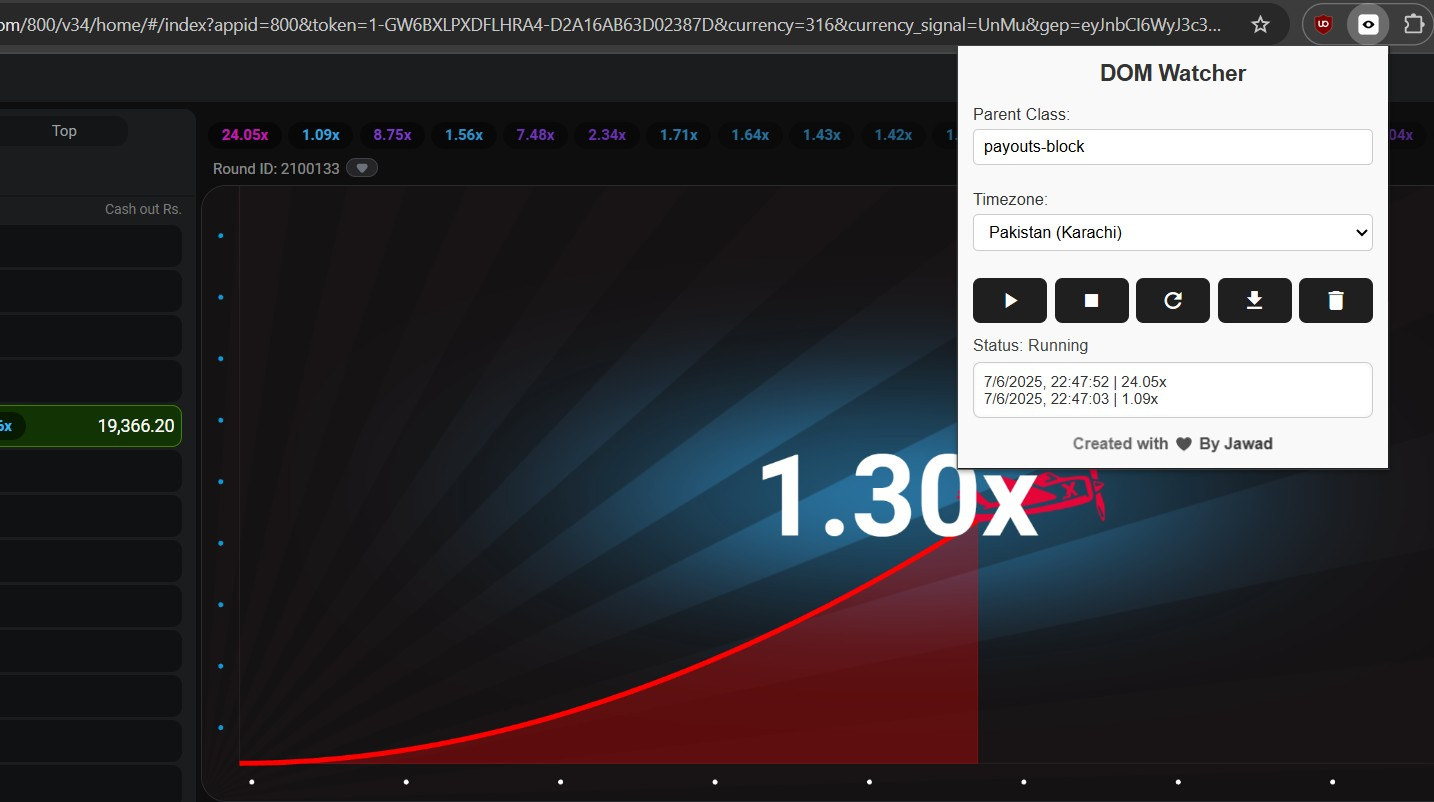 om/800/v34/home/#/index?appid=800&token=1-GW6BXLPXDFLHRA4-D2A16AB63D02387D&currency=316&currency_signal=UnMu&gep=eyJnbCI6WyJ3c3...
DOM Watcher
Parent Class:
payouts-block
Timezone:
Pakistan (Karachi)
Status: Running
7/6/2025, 22:47:52 | 24.05x
7/6/2025, 22:47:03 | 1.09x
Created with ♥ By Jawad
Top
24.05x 1.09x 8.75x 1.56x 7.48x 2.34x 1.71x 1.64x 1.43x 1.42x 1. 04x
Round ID: 2100133
Cash out Rs.
6x 19,366.20
1.30x
X